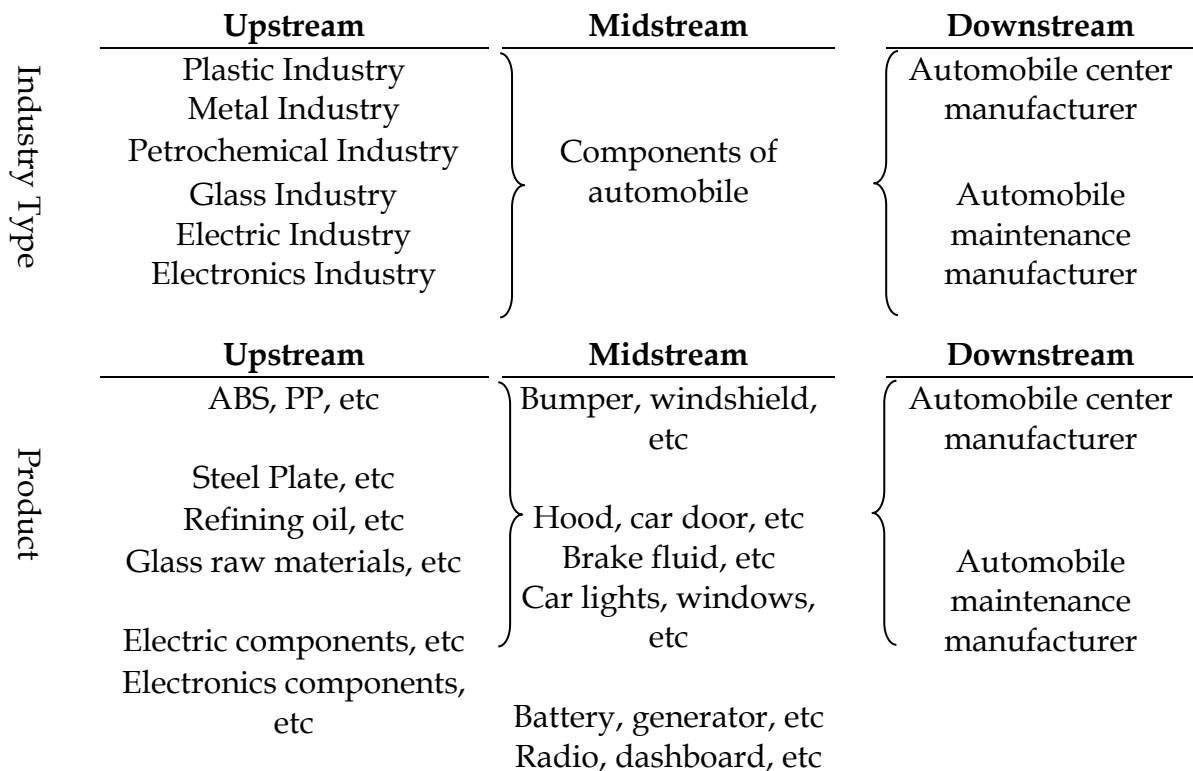 Upstream Midstream Downstream
Industry Type
Plastic Industry
Metal Industry
Petrochemical Industry
Glass Industry
Electric Industry
Electronics Industry
Components of
automobile
Automobile center
manufacturer
Automobile
maintenance
manufacturer
Upstream Midstream Downstream
Product
ABS, PP, etc
Steel Plate, etc
Refining oil, etc
Glass raw materials, etc
Electric components, etc
Electronics components,
etc
Bumper, windshield,
etc
Hood, car door, etc
Brake fluid, etc
Car lights, windows,
etc
Battery, generator, etc
Radio, dashboard, etc
Automobile center
manufacturer
Automobile
maintenance
manufacturer